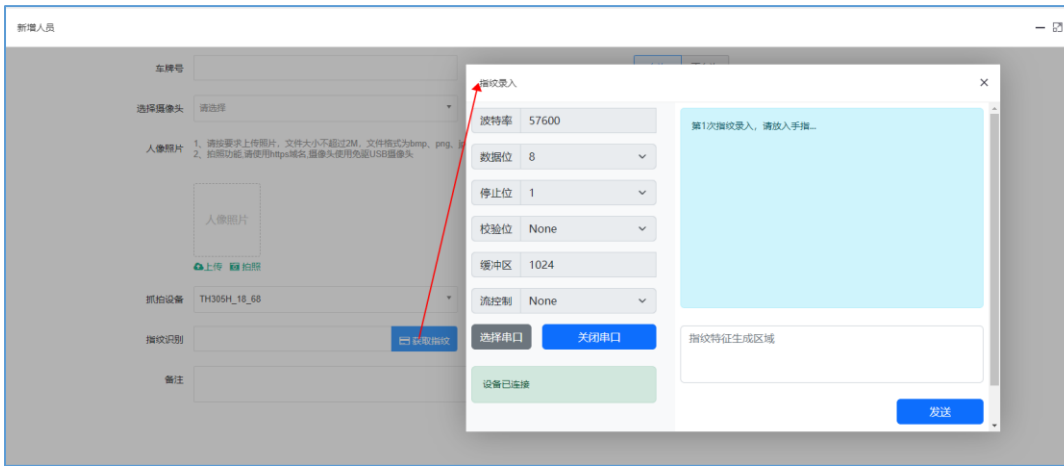 新增人员
车牌号
选择摄像头 请选择
人像照片 1、请按要求上传照片，文件大小不超过2M，文件格式为bmp、png、jp
2、拍照功能,请使用https域名,摄像头使用免驱USB摄像头
人像照片
上传 拍照
抓拍设备 TH305H_18_68
指纹识别 获取指纹
备注
指纹录入
波特率 57600
数据位 8
停止位 1
校验位 None
缓冲区 1024
流控制 None
选择串口 关闭串口
设备已连接
第1次指纹录入，请放入手指...
指纹特征生成区域
发送